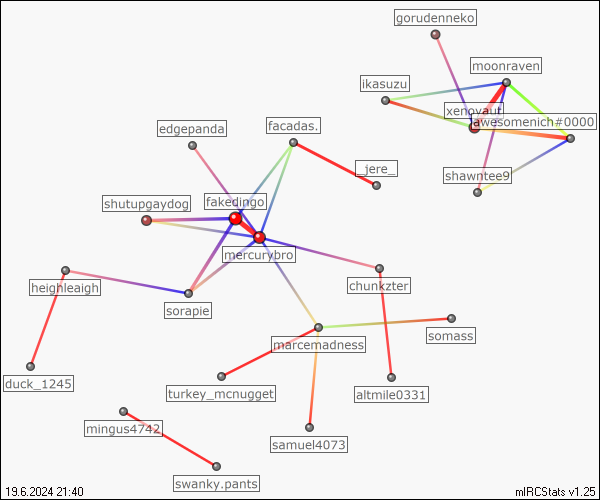 gorudenneko
moonraven
ikasuzu
xenovaut
awesomenich#0000
edgepanda
facadas.
_jere_
shawntee9
shutupgaydog
fakedingo
mercurybro
heighleaigh
chunkzter
sorapie
marcemadness
somass
duck_1245
turkey_mcnugget
altmile0331
mingus4742
samuel4073
swanky.pants
19.6.2024 21:40
mIRCStats v1.25